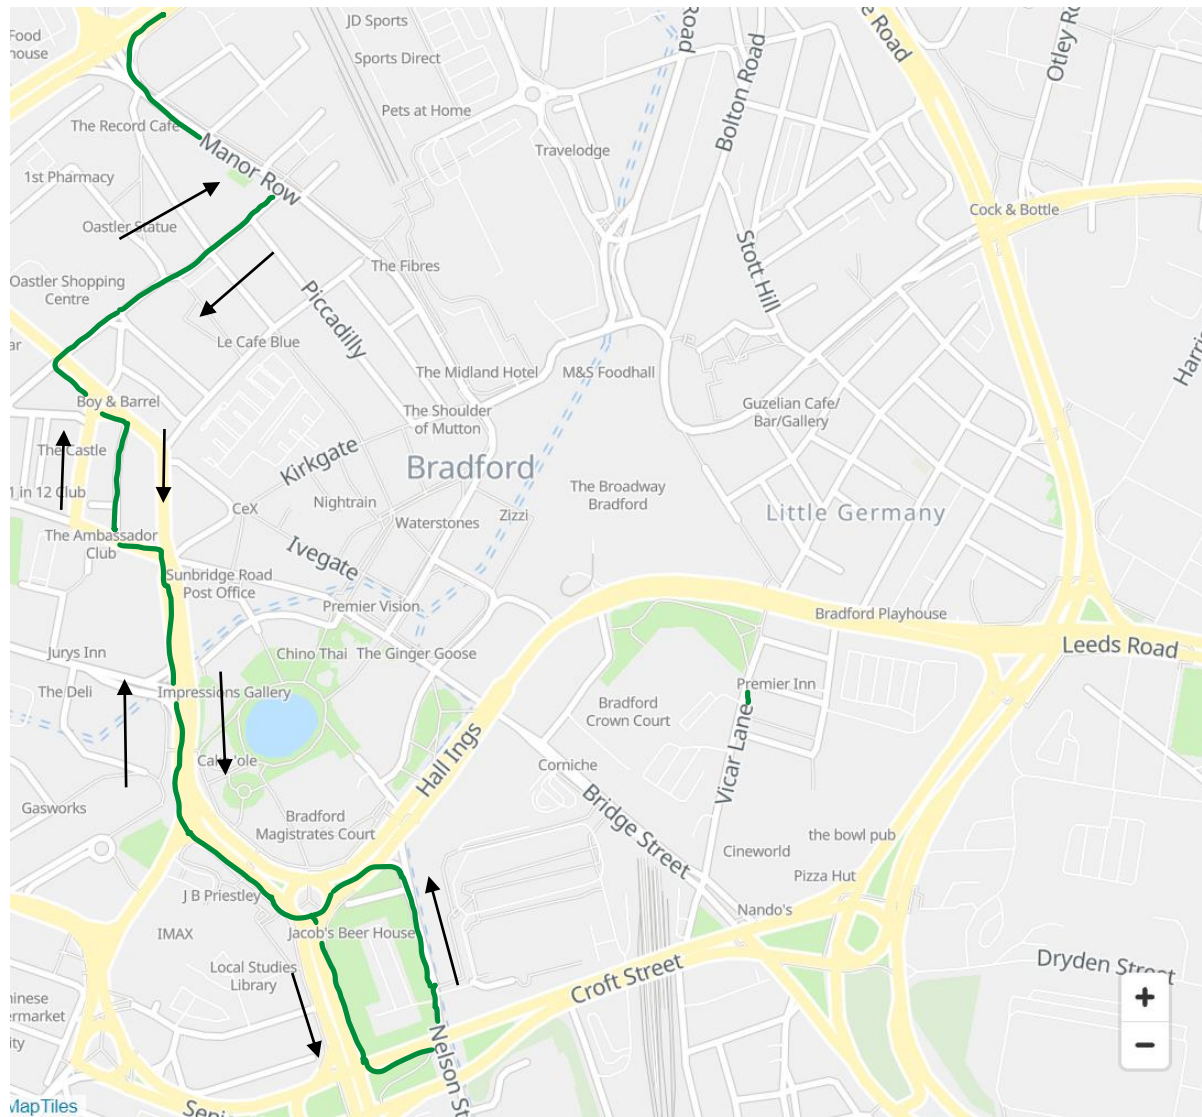 JD Sports
Food
house
Sports Direct
e Road
Road
Otley Ro
Pets at Home
Bolton Road
The Record Cafe
Manor Row
Travelodge
1st Pharmacy
Cock & Bottle
Oastler Statue
Stott Hill
The Fibres
Oastler Shopping
Centre
Piccadilly
ar
Le Cafe Blue
Harris
The Midland Hotel
M&S Foodhall
Boy & Barrel
The Shoulder
of Mutton
Guzelian Cafe/
Bar/Gallery
The Castle
Kirkgate
Bradford
1 in 12 Club
CeX
Nightrain
The Broadway
Bradford
Waterstones
Zizzi
Little Germany
The Ambassador
Club
Ivegate
Sunbridge Road
Post Office
Premier Vision
Bradford Playhouse
Jurys Inn
Chino Thai
The Ginger Goose
Leeds Road
The Deli
Impressions Gallery
Premier Inn
Bradford
Crown Court
Vicar Lane
Hall Ings
Corniche
Gasworks
Bradford
Magistrates Court
Bridge Street
the bowl pub
Cineworld
Pizza Hut
J B Priestley
Nando's
IMAX
Jacob's Beer House
Local Studies
Library
Croft Street
Dryden Street
hinese
ermarket
ity
+
−
Nelson St
MapTiles